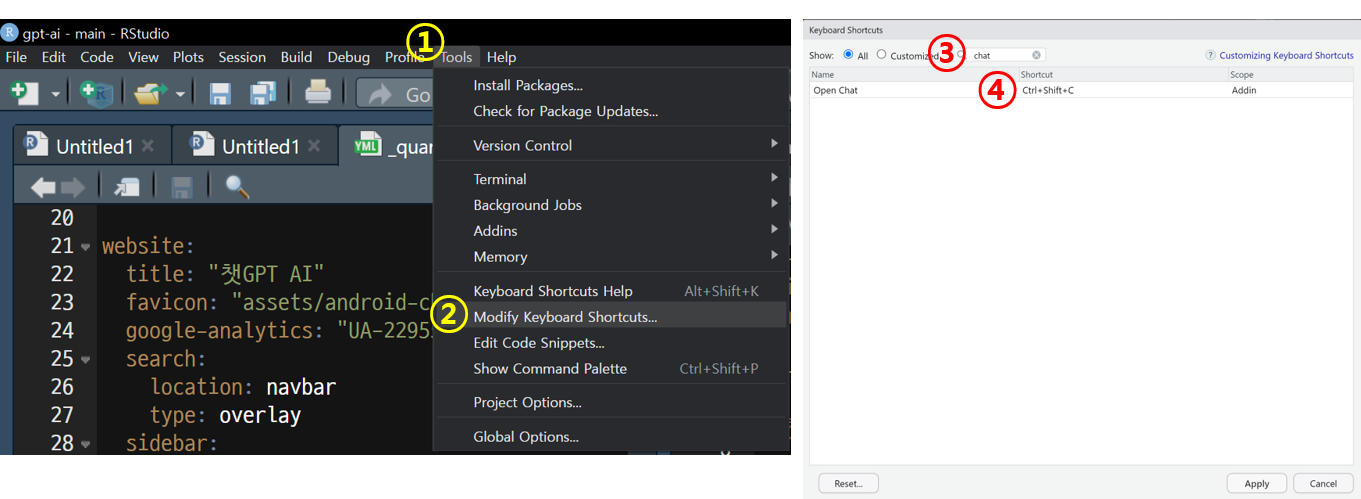 gpt-ai - main - RStudio
File Edit Code View Plots Session Build Debug Profile Tools Help
①
Go
Untitled1 × Untitled1 × _quar
YML
20
21 website:
22 title: "챗GPT AI"
23 favicon: "assets/android-c
24 google-analytics: "UA-2295
25 search:
26 location: navbar
27 type: overlay
28 sidebar:
Install Packages...
Check for Package Updates...
Version Control
Terminal
Background Jobs
Addins
Memory
Keyboard Shortcuts Help Alt+Shift+K
② Modify Keyboard Shortcuts...
Edit Code Snippets...
Show Command Palette Ctrl+Shift+P
Project Options...
Global Options...
Keyboard Shortcuts
Show: All Customized ③ chat ? Customizing Keyboard Shortcuts
Name Shortcut Scope
Open Chat ④ Ctrl+Shift+C Addin
Reset... Apply Cancel